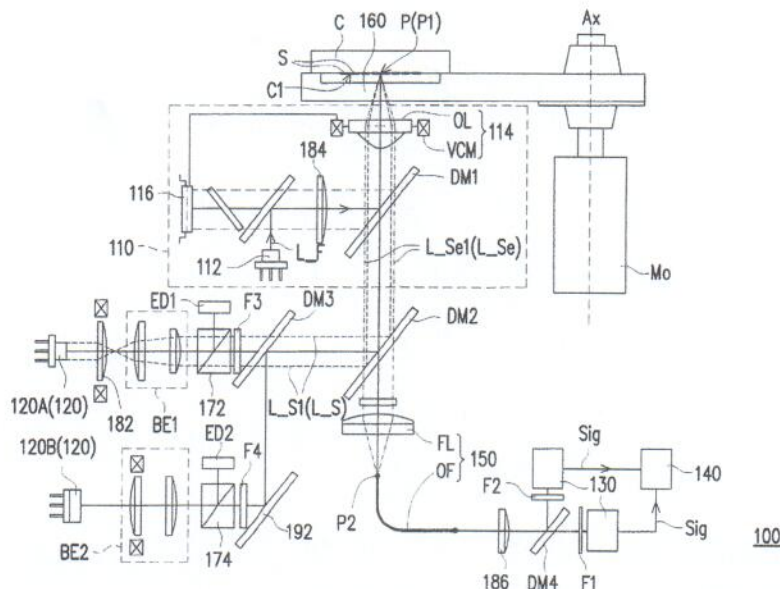 Ax
C
160
P(P1)
S
C1
OL
114
VCM
184
DM1
116
110
112
L_f
L_Se1(L_Se)
Mo
ED1
F3
DM3
DM2
120A(120)
182
BE1
172
L_S1(L_S)
ED2
120B(120)
F4
FL
150
OF
Sig
140
F2
130
P2
BE2
174
192
Sig
186
DM4
F1
100